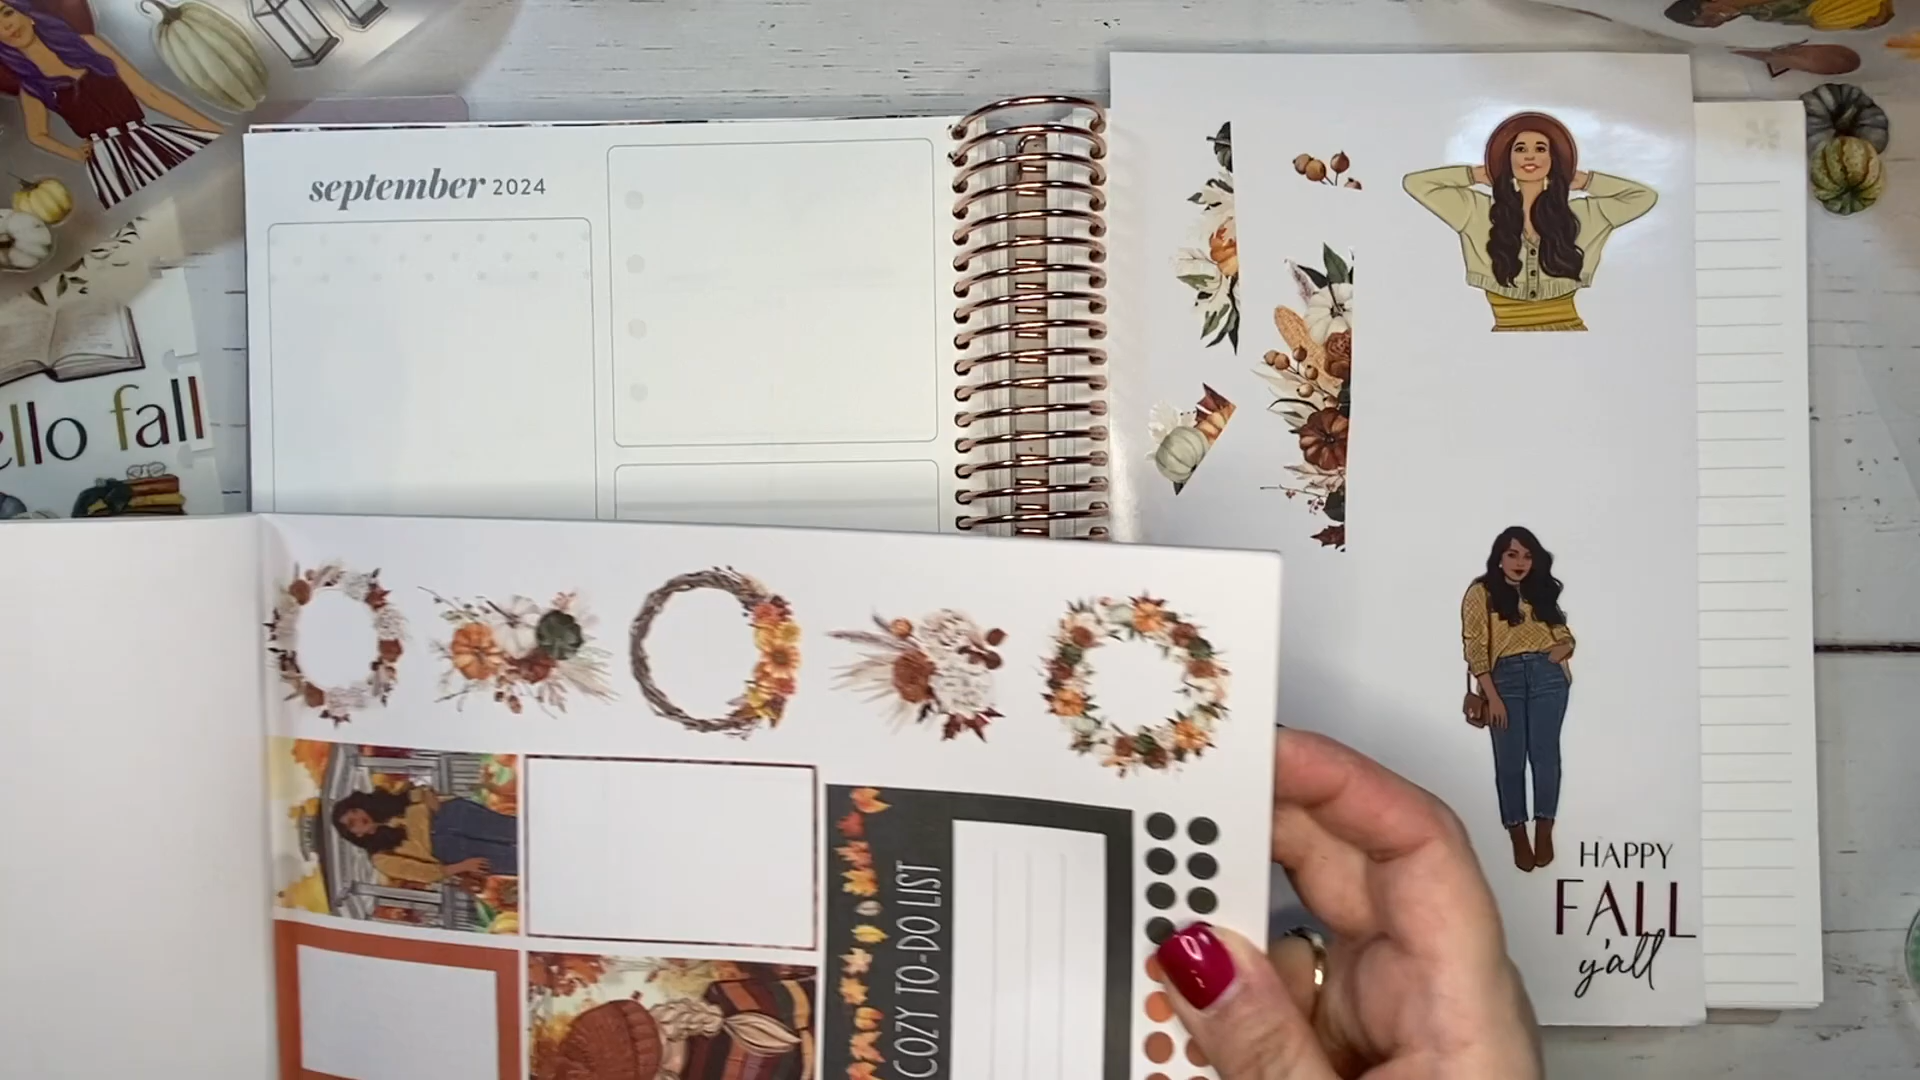 september 2024
ello fall
COZY TO-DO LIST
HAPPY
FALL
y'all